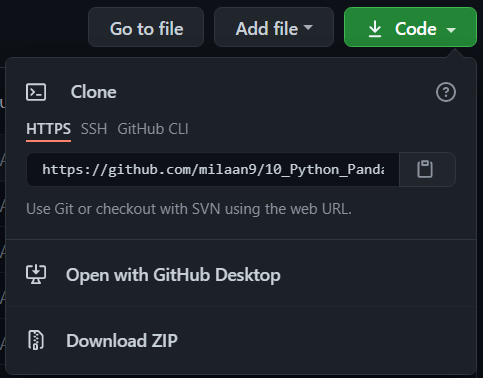 Go to file Add file Code
Clone
HTTPS SSH GitHub CLI
https://github.com/milaan9/10_Python_Panda
Use Git or checkout with SVN using the web URL.
Open with GitHub Desktop
Download ZIP